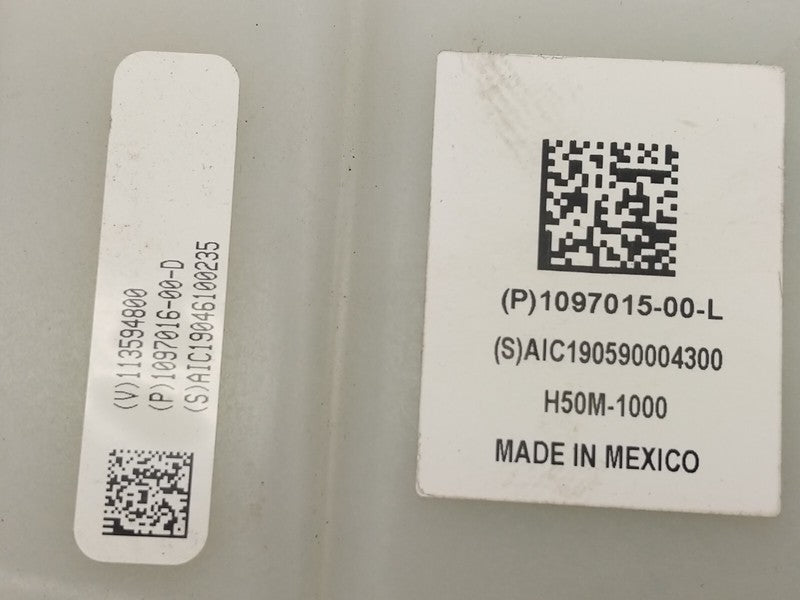 (V)113594800
(P)1097016-00-D
(S)AIC19046100235
(P)1097015-00-L
(S)AIC190590004300
H50M-1000
MADE IN MEXICO